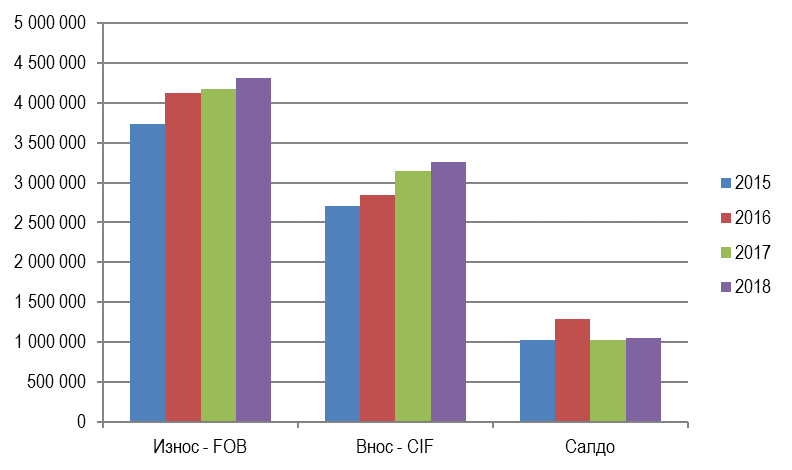 5 000 000
4 500 000
4 000 000
3 500 000
3 000 000
2 500 000
2 000 000
1 500 000
1 000 000
500 000
0
Износ - FOB
Внос - CIF
Салдо
2015
2016
2017
2018